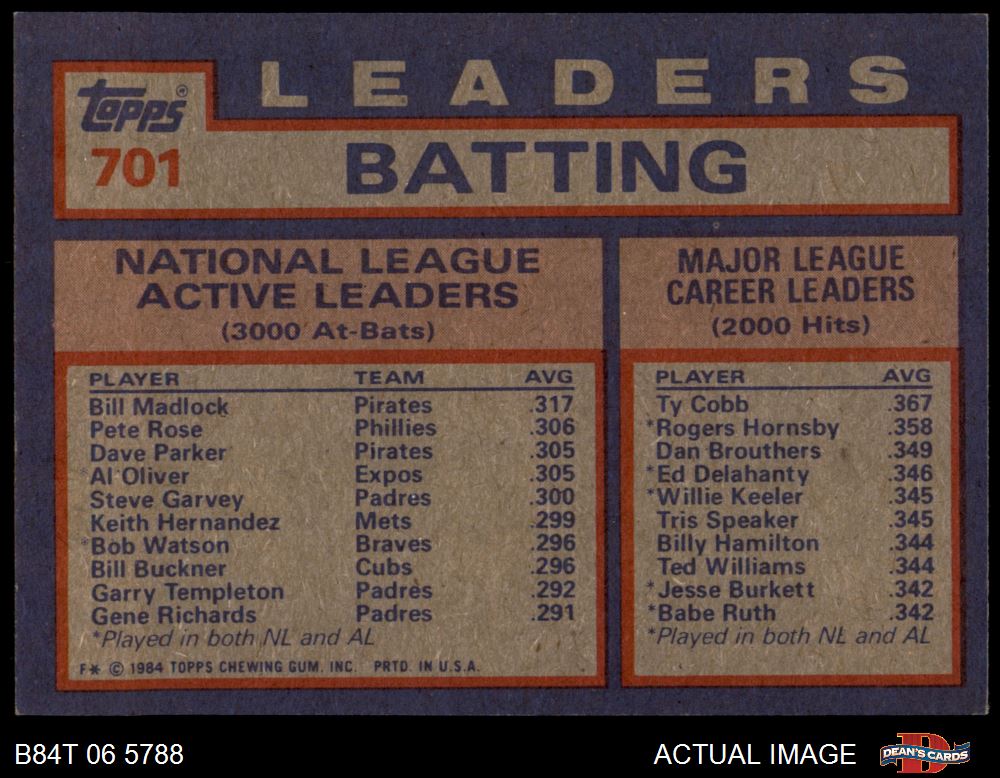 LEADERS
topps®
701
BATTING
NATIONAL LEAGUE
ACTIVE LEADERS
(3000 At-Bats)
PLAYER TEAM AVG
Bill Madlock Pirates .317
Pete Rose Phillies .306
Dave Parker Pirates .305
*Al Oliver Expos .305
Steve Garvey Padres .300
Keith Hernandez Mets .299
*Bob Watson Braves .296
Bill Buckner Cubs .296
Garry Templeton Padres .292
Gene Richards Padres .291
*Played in both NL and AL
F* © 1984 TOPPS CHEWING GUM, INC. PRTD. IN U.S.A.
MAJOR LEAGUE
CAREER LEADERS
(2000 Hits)
PLAYER AVG
Ty Cobb .367
*Rogers Hornsby .358
Dan Brouthers .349
*Ed Delahanty .346
*Willie Keeler .345
Tris Speaker .345
Billy Hamilton .344
Ted Williams .344
*Jesse Burkett .342
*Babe Ruth .342
*Played in both NL and AL
B84T 06 5788
ACTUAL IMAGE
D
DEAN'S CARDS